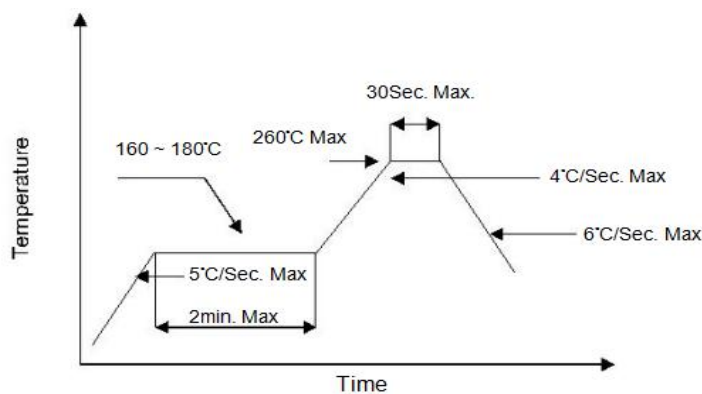 30Sec. Max.
260°C Max
160 ~ 180°C
4°C/Sec. Max
6°C/Sec. Max
5°C/Sec. Max
2min. Max
Temperature
Time